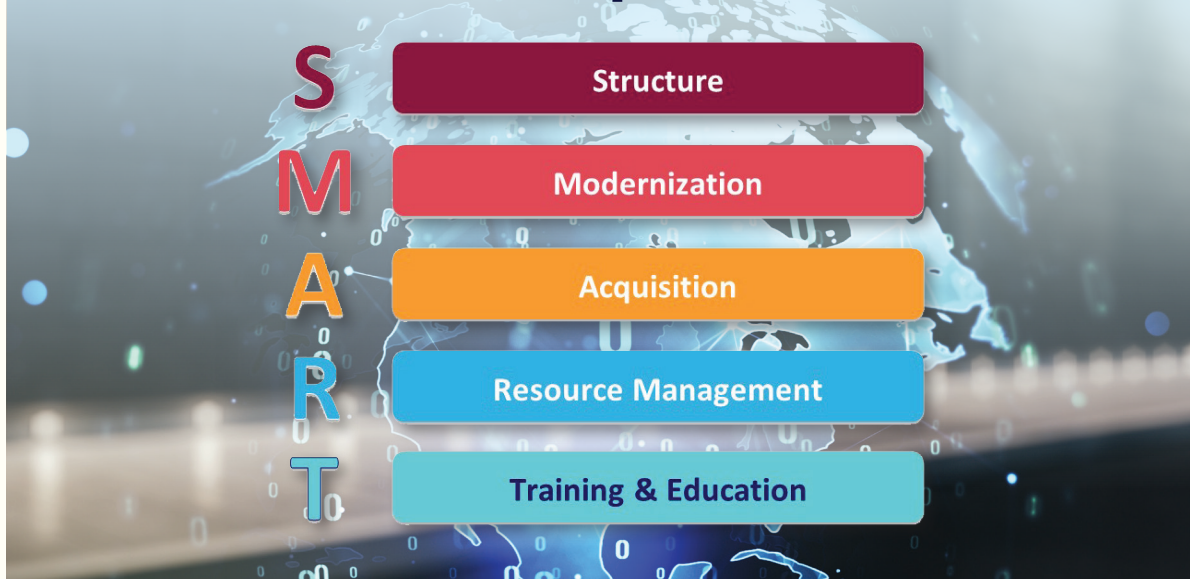 S Structure
M Modernization
A Acquisition
R Resource Management
T Training & Education